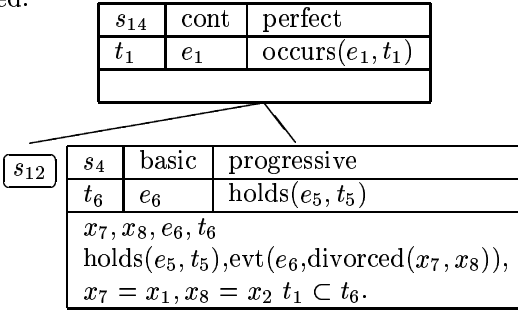 ed:
s₁₄ cont perfect
t₁ e₁ occurs(e₁, t₁)
s₁₂
s₄ basic progressive
t₆ e₆ holds(e₅, t₅)
x₇, x₈, e₆, t₆
holds(e₅, t₅),evt(e₆,divorced(x₇, x₈)),
x₇ = x₁, x₈ = x₂ t₁ ⊂ t₆.